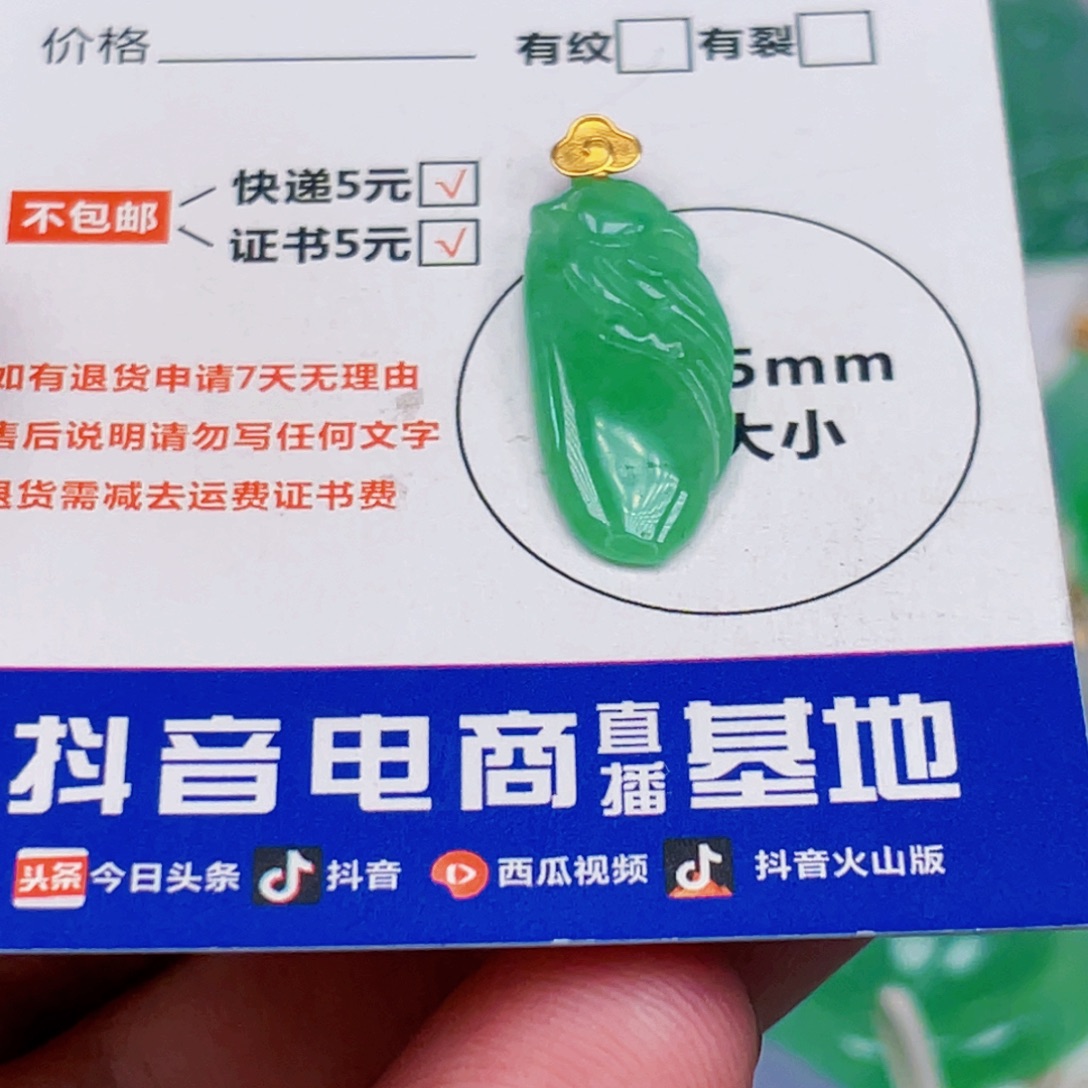 价格 有纹 有裂
不包邮
快递5元 √
证书5元 √
如有退货申请7天无理由
售后说明请勿写任何文字
退货需减去运费证书费
5mm
大小
抖音电商直播基地
头条 今日头条 抖音 西瓜视频 抖音火山版